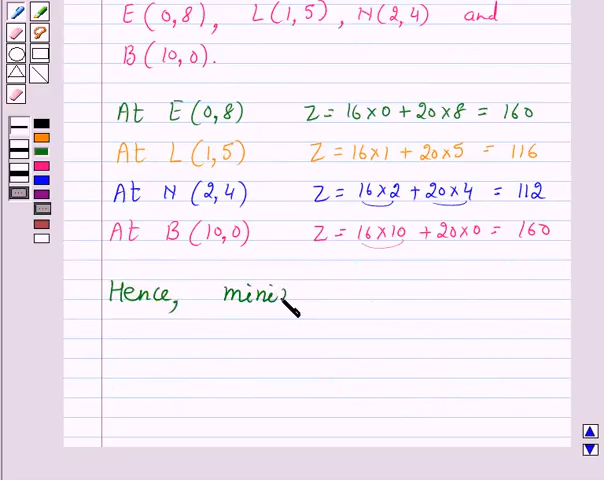 E(0,8), L(1,5), N(2,4) and
B(10,0).
At E(0,8) Z = 16×0 + 20×8 = 160
At L(1,5) Z = 16×1 + 20×5 = 116
At N(2,4) Z = 16×2 + 20×4 = 112
At B(10,0) Z = 16×10 + 20×0 = 160
Hence, mini